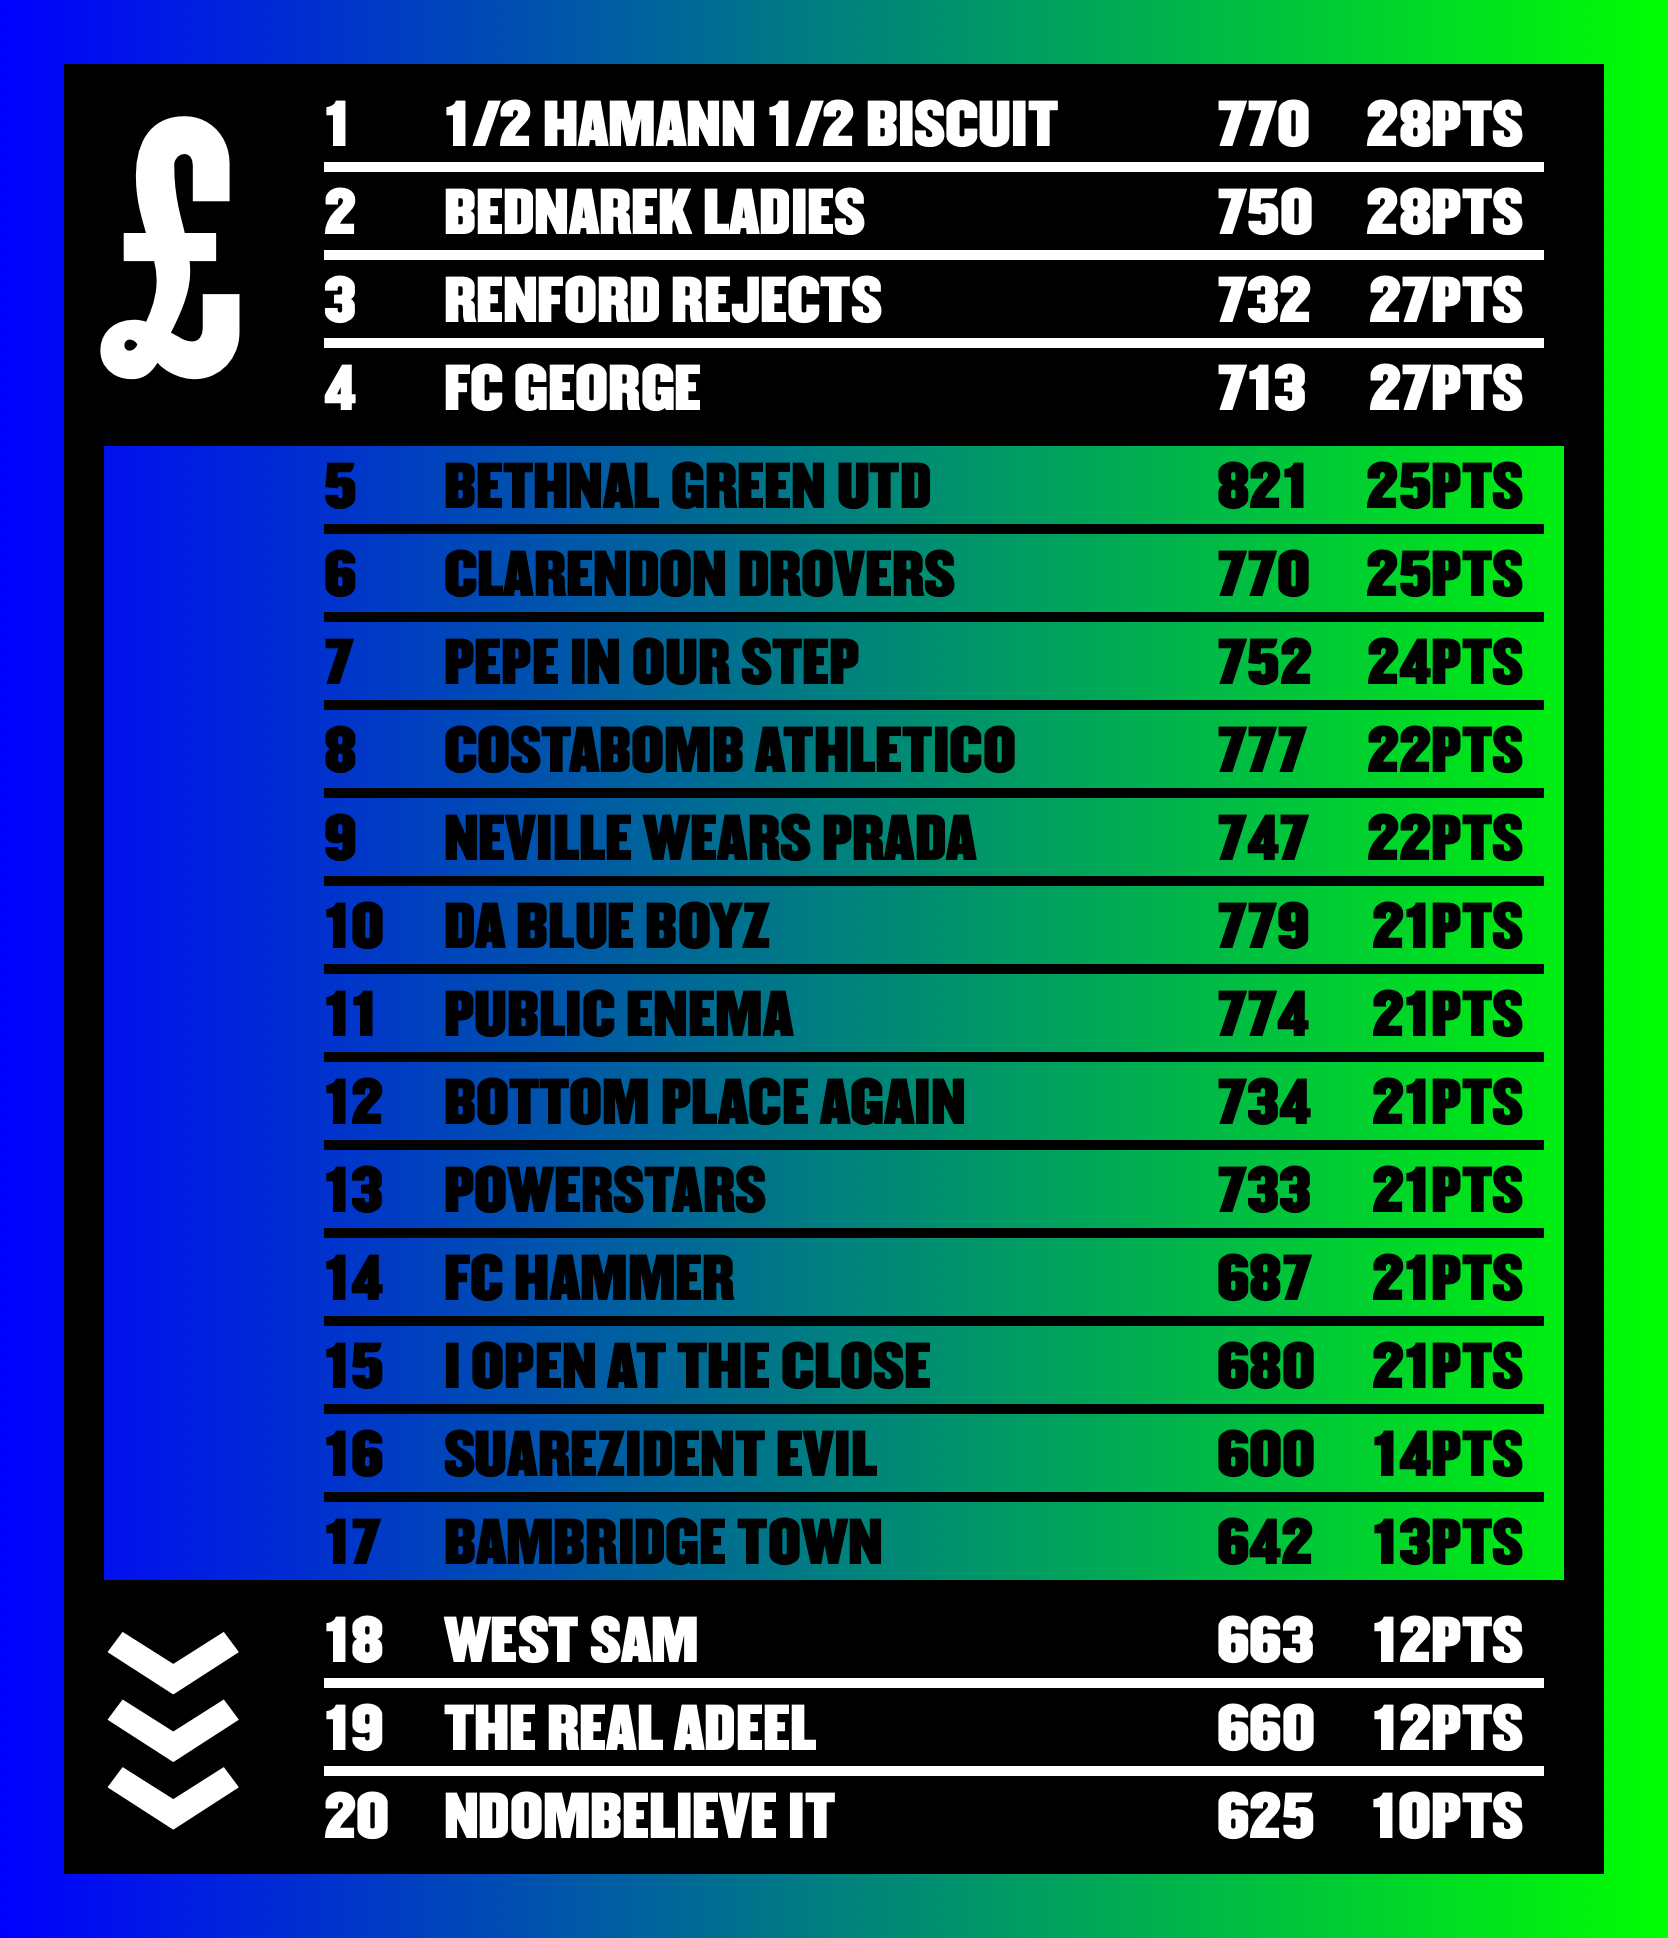 £
1 1/2 HAMANN 1/2 BISCUIT 770 28PTS
2 BEDNAREK LADIES 750 28PTS
3 RENFORD REJECTS 732 27PTS
4 FC GEORGE 713 27PTS
5 BETHNAL GREEN UTD 821 25PTS
6 CLARENDON DROVERS 770 25PTS
7 PEPE IN OUR STEP 752 24PTS
8 COSTABOMB ATHLETICO 777 22PTS
9 NEVILLE WEARS PRADA 747 22PTS
10 DA BLUE BOYZ 779 21PTS
11 PUBLIC ENEMA 774 21PTS
12 BOTTOM PLACE AGAIN 734 21PTS
13 POWERSTARS 733 21PTS
14 FC HAMMER 687 21PTS
15 I OPEN AT THE CLOSE 680 21PTS
16 SUAREZIDENT EVIL 600 14PTS
17 BAMBRIDGE TOWN 642 13PTS
18 WEST SAM 663 12PTS
19 THE REAL ADEEL 660 12PTS
20 NDOMBELIEVE IT 625 10PTS